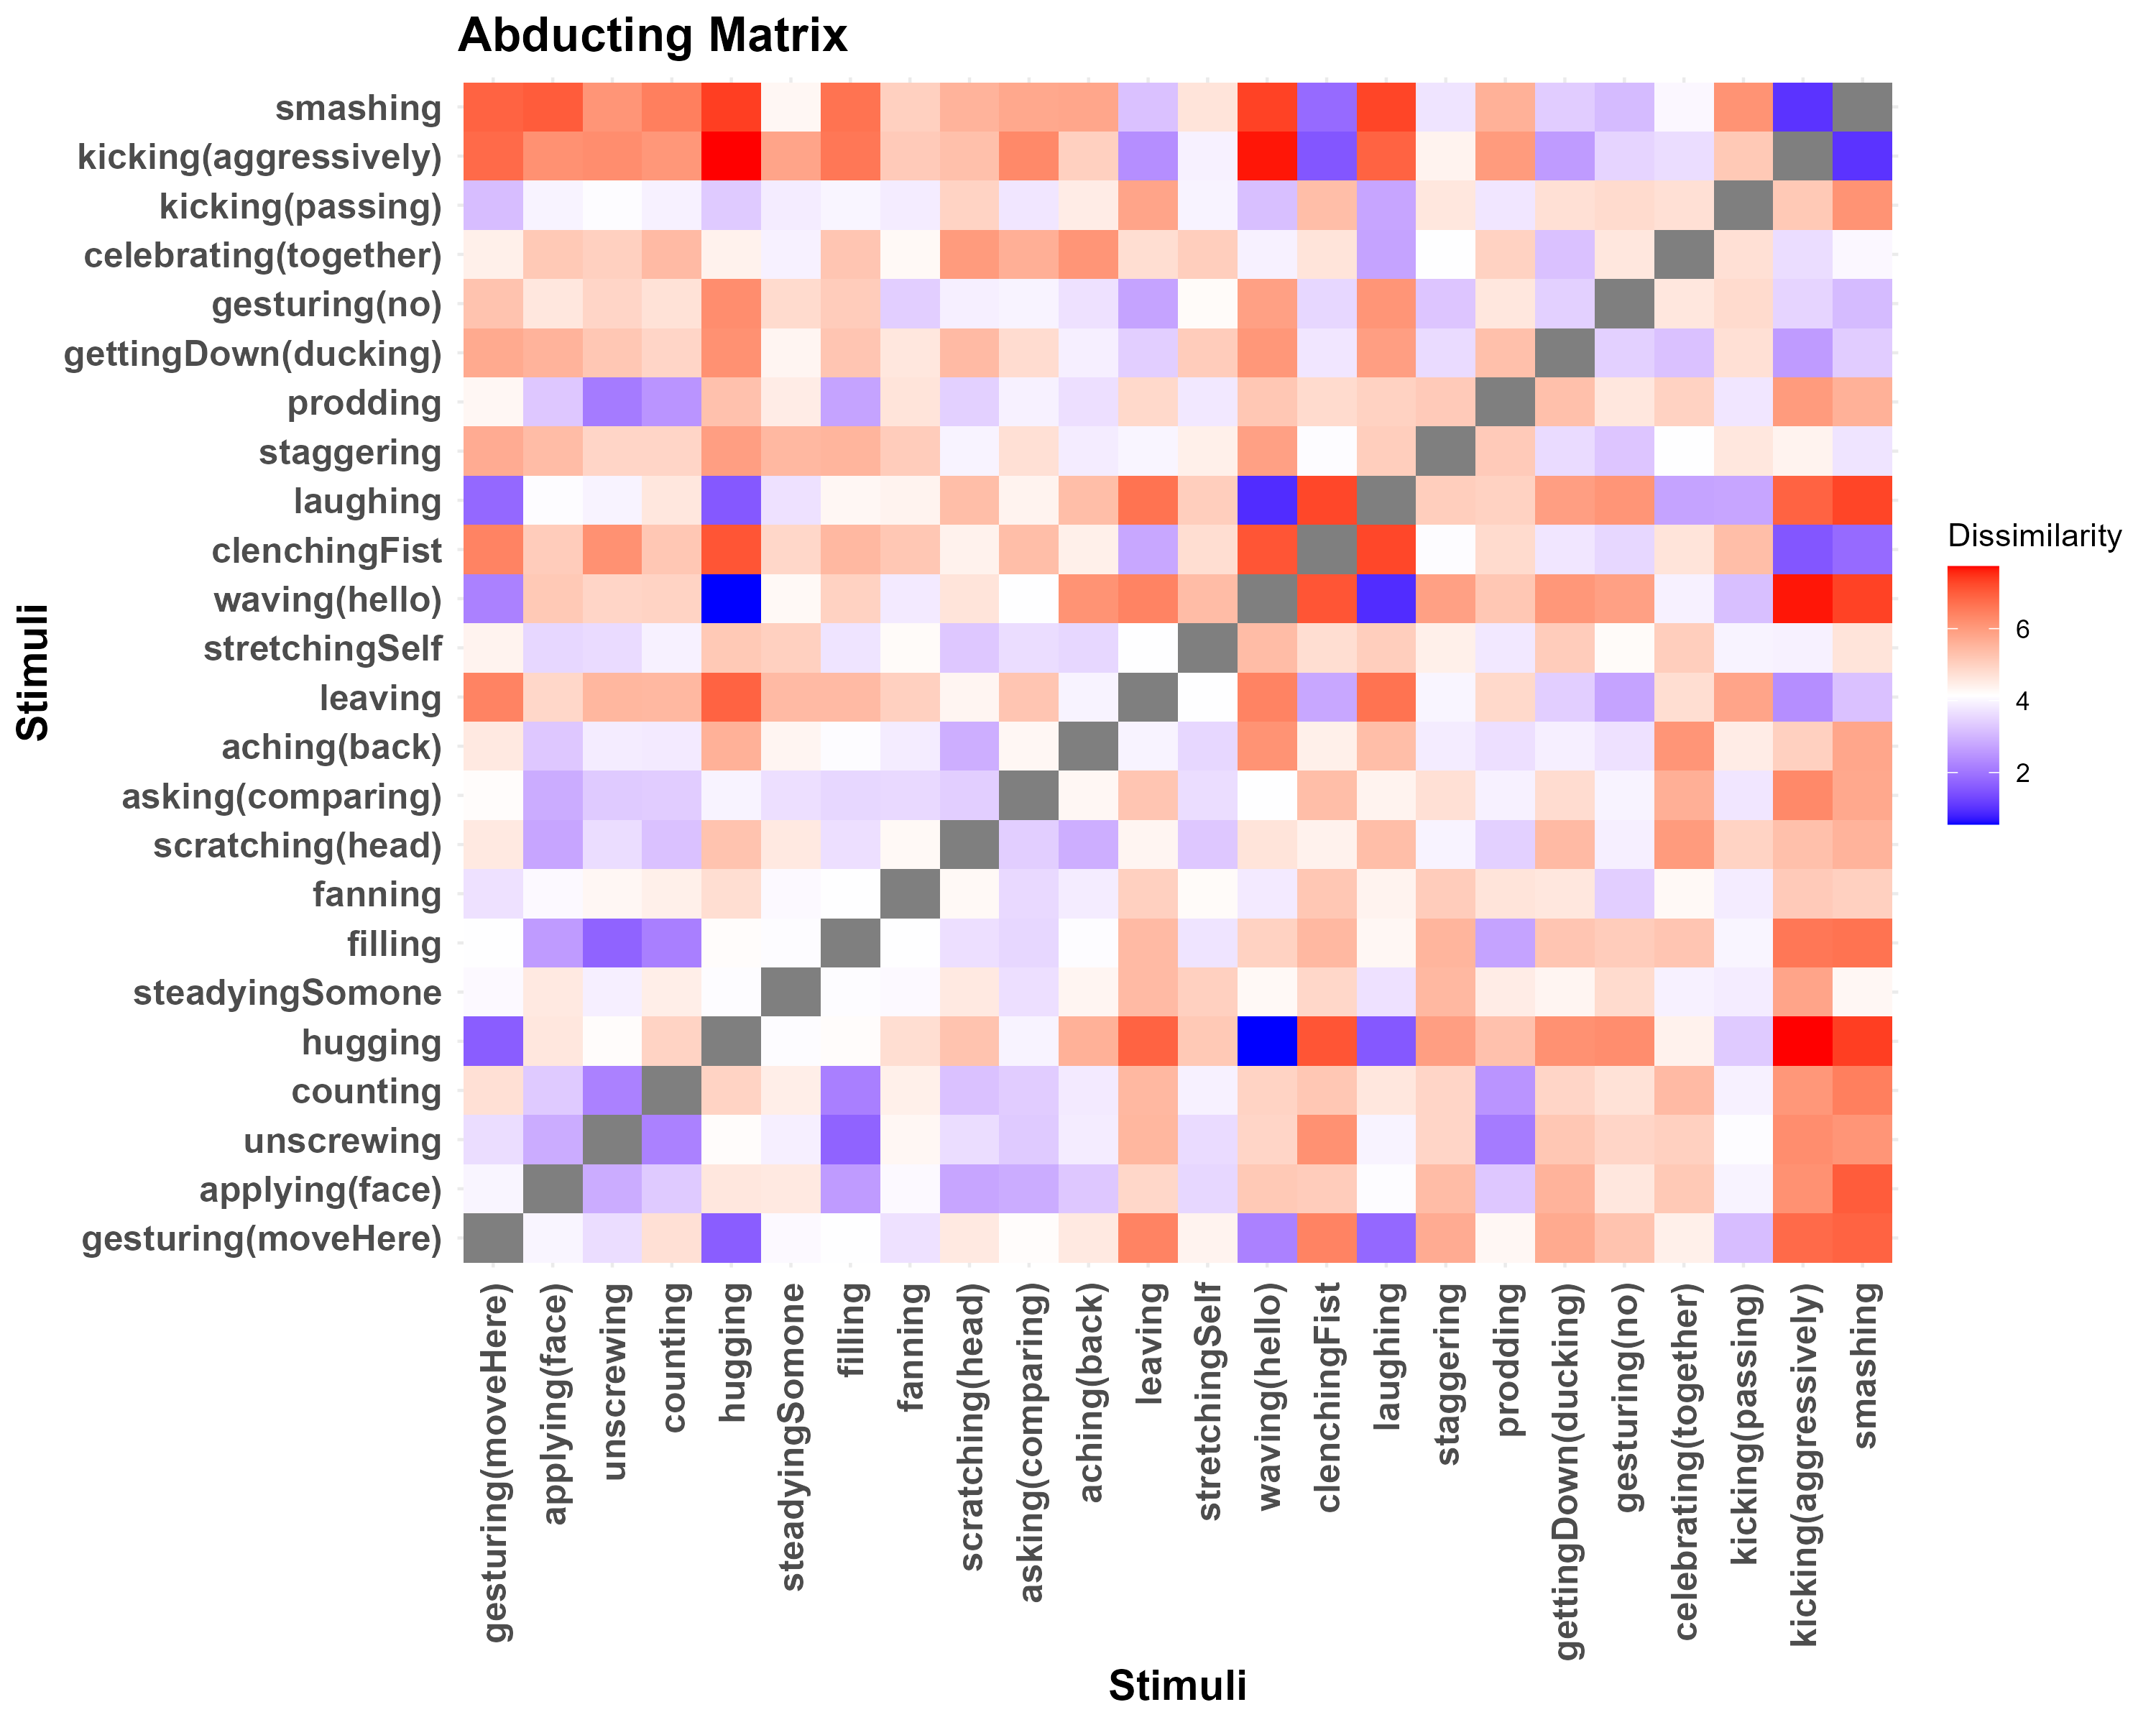 Abducting Matrix
Stimuli
smashing
kicking(aggressively)
kicking(passing)
celebrating(together)
gesturing(no)
gettingDown(ducking)
prodding
staggering
laughing
clenchingFist
waving(hello)
stretchingSelf
leaving
aching(back)
asking(comparing)
scratching(head)
fanning
filling
steadyingSomone
hugging
counting
unscrewing
applying(face)
gesturing(moveHere)
gesturing(moveHere)
applying(face)
unscrewing
counting
hugging
steadyingSomone
filling
fanning
scratching(head)
asking(comparing)
aching(back)
leaving
stretchingSelf
waving(hello)
clenchingFist
laughing
staggering
prodding
gettingDown(ducking)
gesturing(no)
celebrating(together)
kicking(passing)
kicking(aggressively)
smashing
Stimuli
Dissimilarity
6
4
2